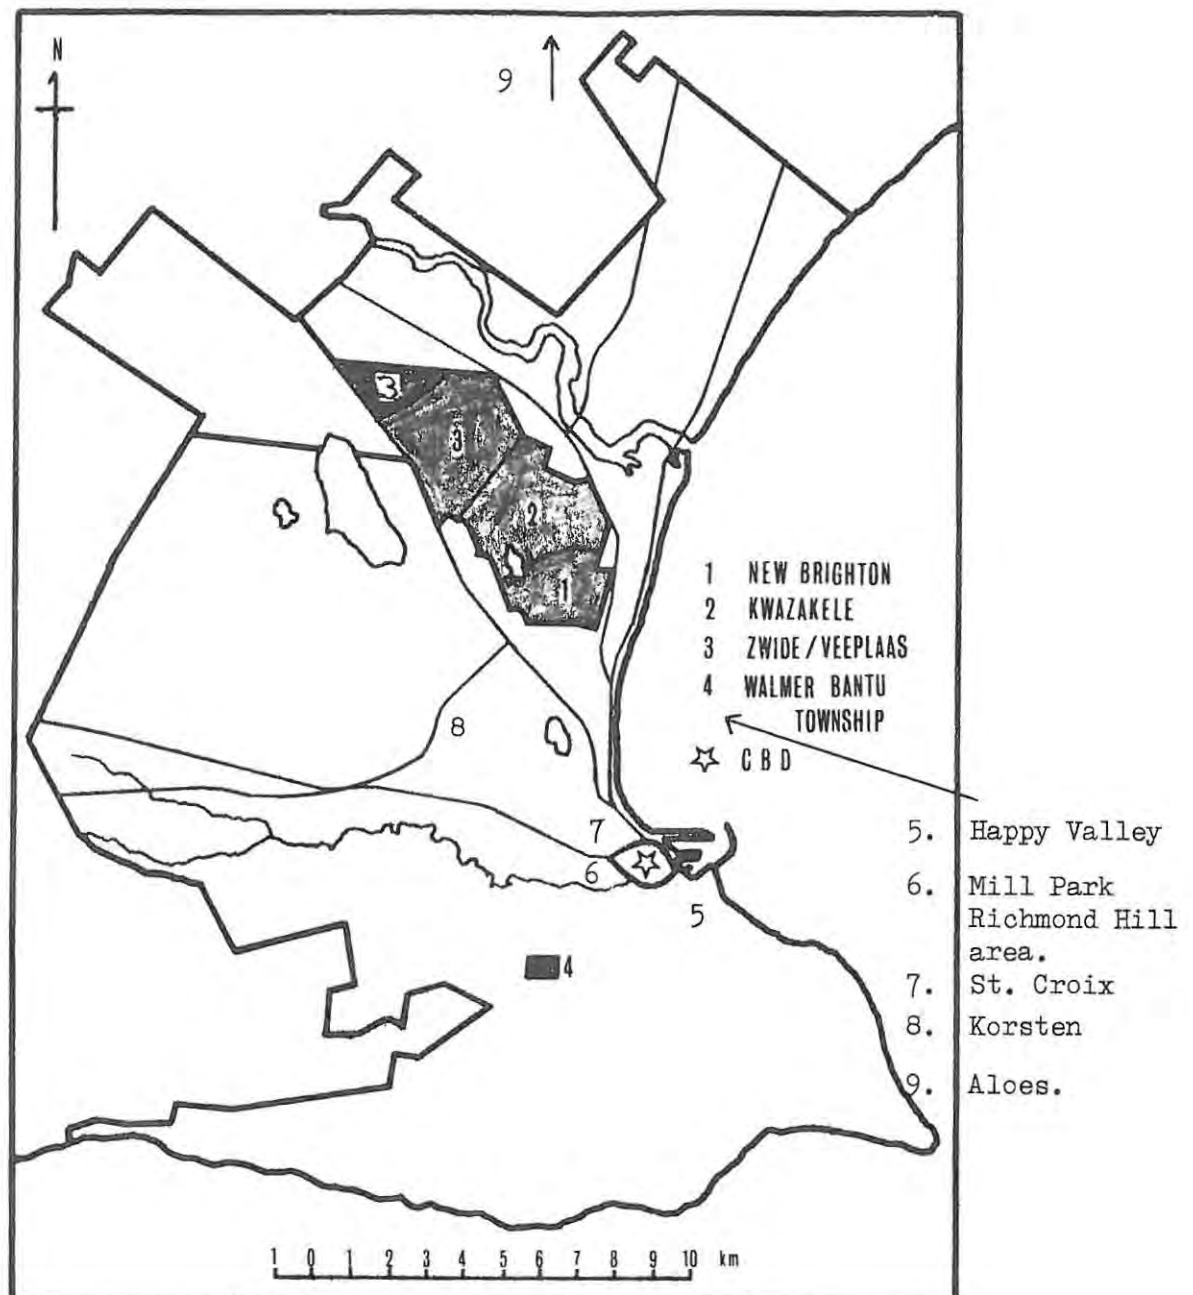 N
9
3
3
2
1
1 NEW BRIGHTON
2 KWAZAKELE
3 ZWIDE/VEEPLAAS
4 WALMER BANTU
TOWNSHIP
CBD
8
7
6
5
4
5. Happy Valley
6. Mill Park
Richmond Hill
area.
7. St. Croix
8. Korsten
9. Aloes.
1 0 1 2 3 4 5 6 7 8 9 10 km